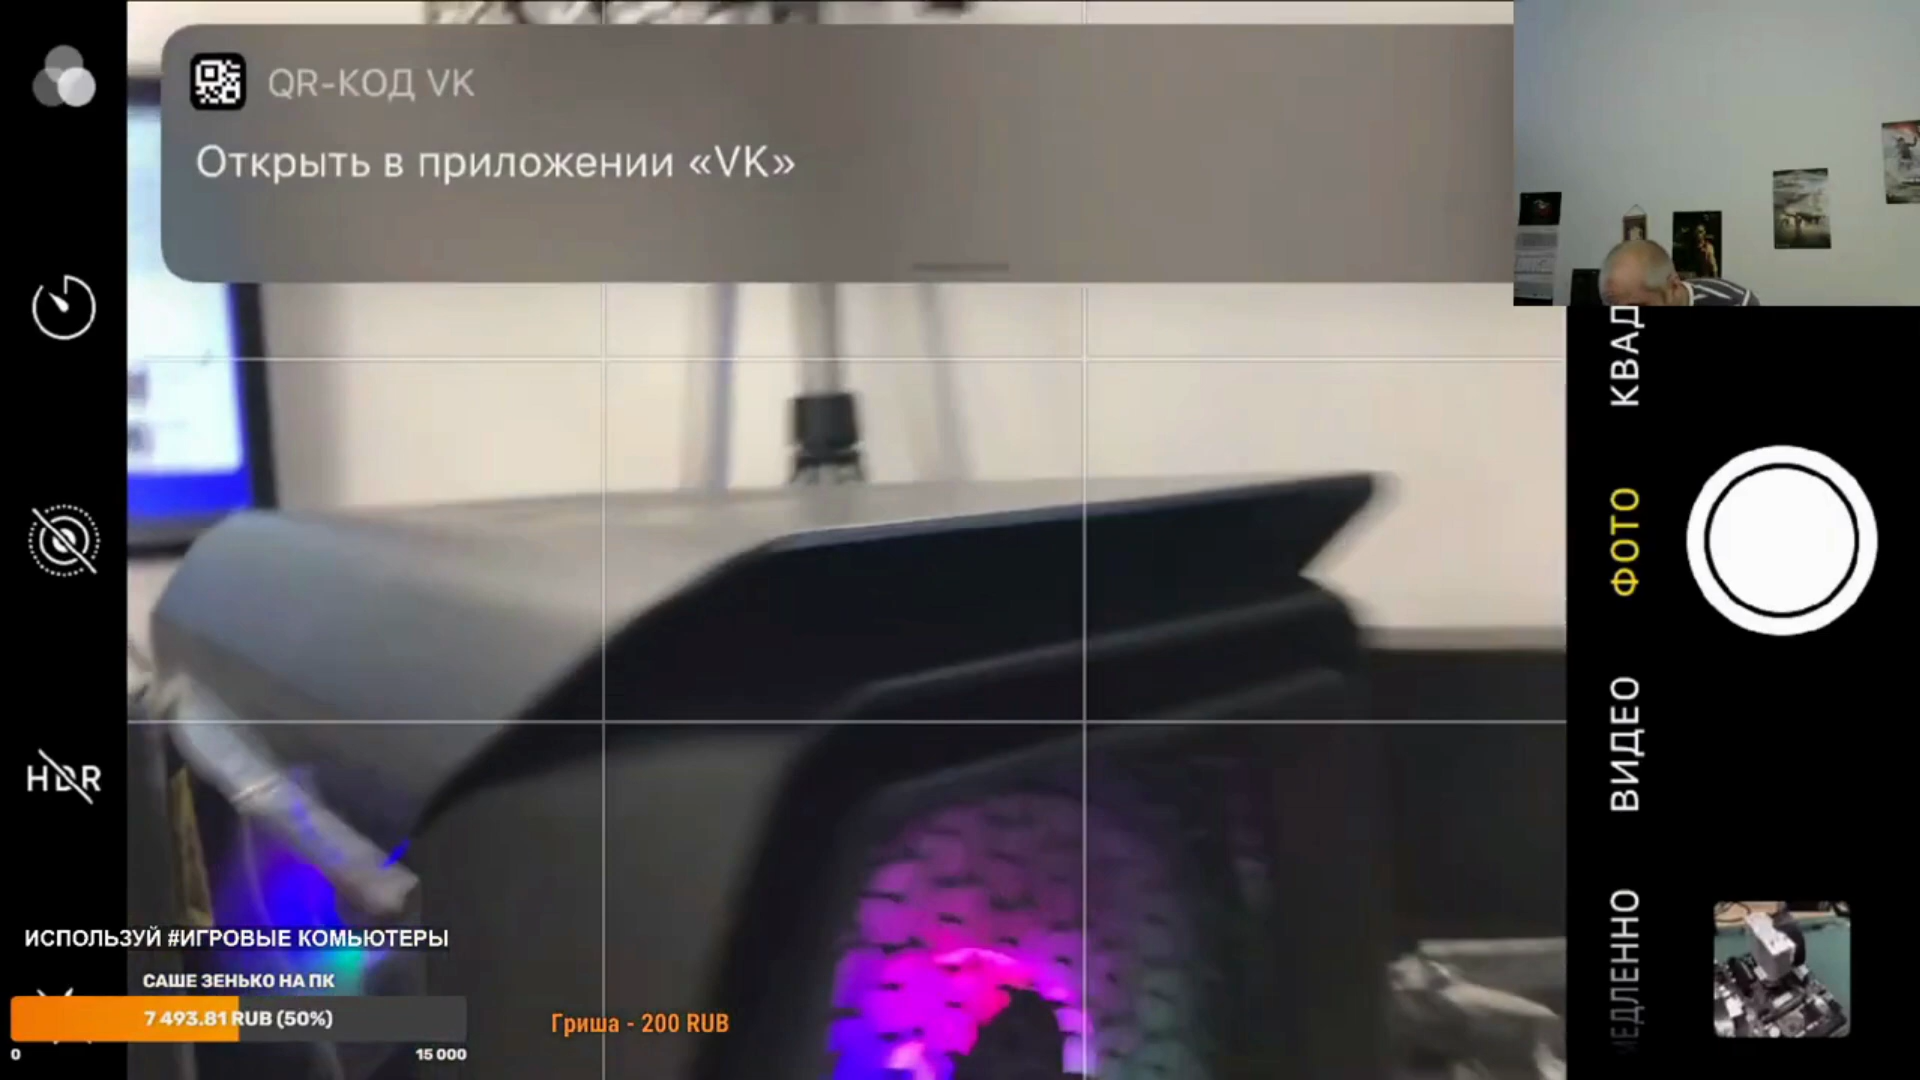 QR-КОД VK
Открыть в приложении «VK»
КВАД
ФОТО
ВИДЕО
ЕДЛЕННО
HDR
ИСПОЛЬЗУЙ #ИГРОВЫЕ КОМЬЮТЕРЫ
САШЕ ЗЕНЬКО НА ПК
7 493.81 RUB (50%)
0
15 000
Гриша - 200 RUB